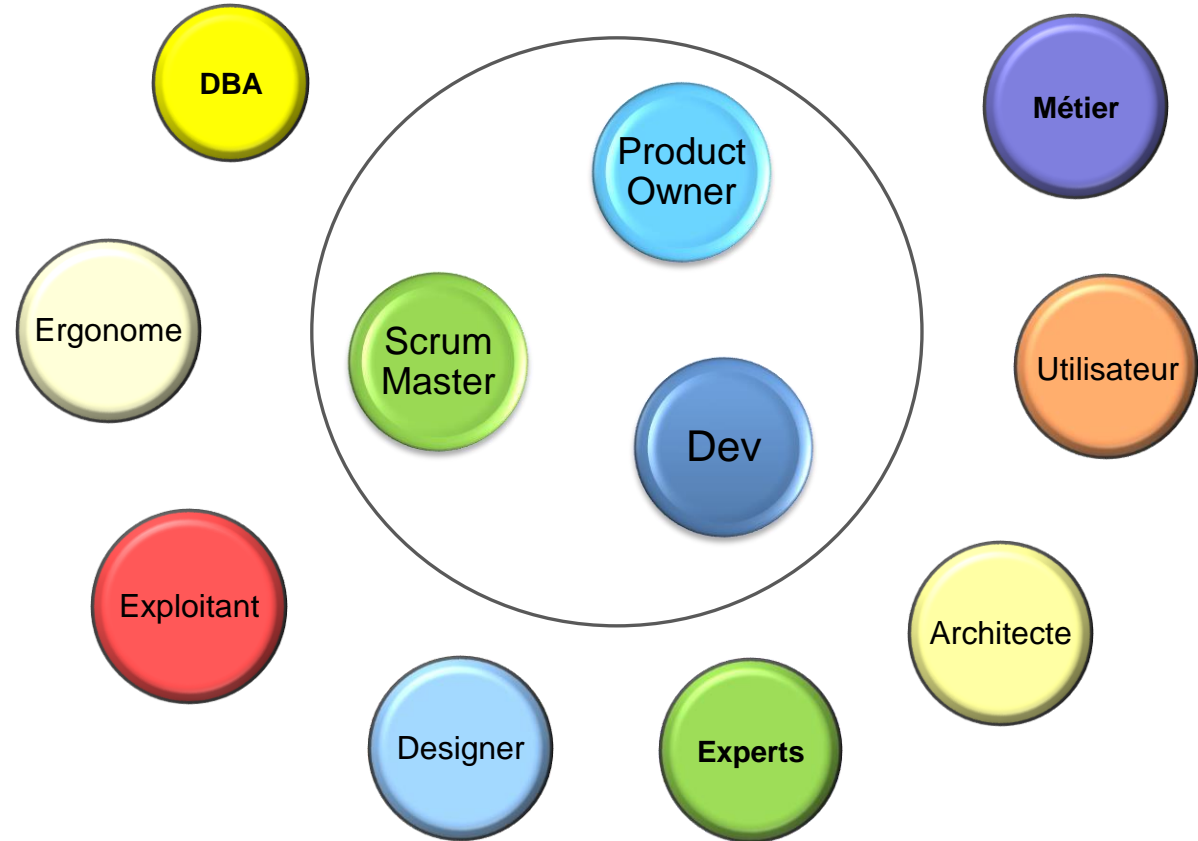 DBA
Métier
Product
Owner
Ergonome
Scrum
Master
Utilisateur
Dev
Exploitant
Architecte
Designer
Experts